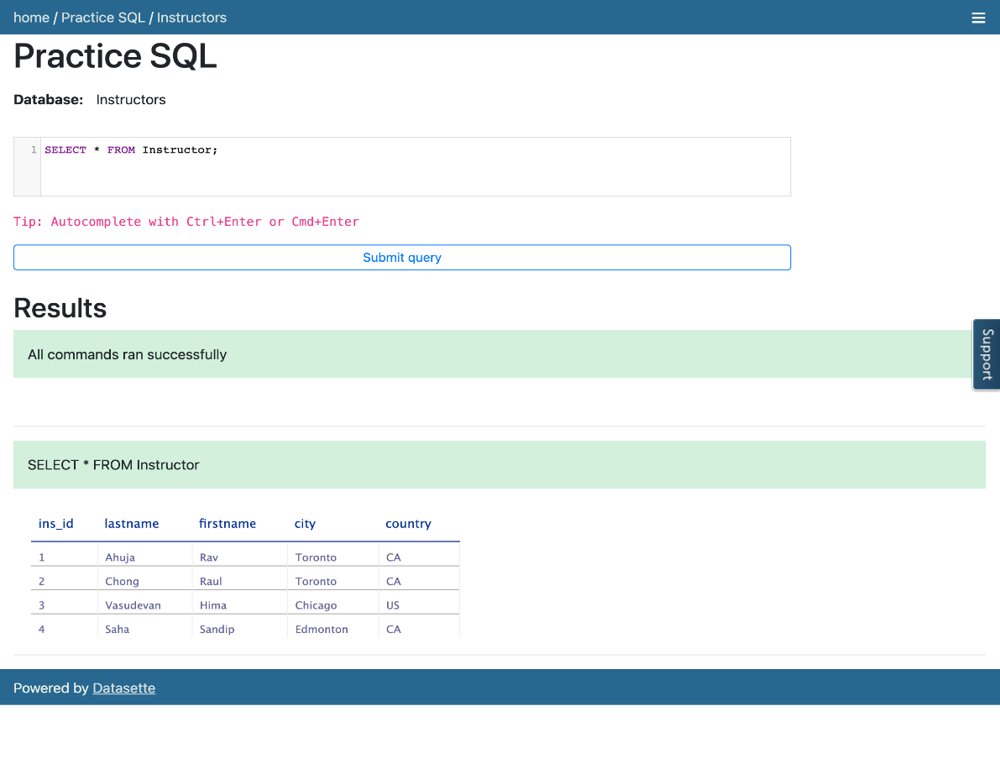 home / Practice SQL / Instructors
Practice SQL
Database: Instructors
1 SELECT * FROM Instructor;
Tip: Autocomplete with Ctrl+Enter or Cmd+Enter
Submit query
Results
All commands ran successfully
Support
SELECT * FROM Instructor
ins_id lastname firstname city country
1 Ahuja Rav Toronto CA
2 Chong Raul Toronto CA
3 Vasudevan Hima Chicago US
4 Saha Sandip Edmonton CA
Powered by Datasette